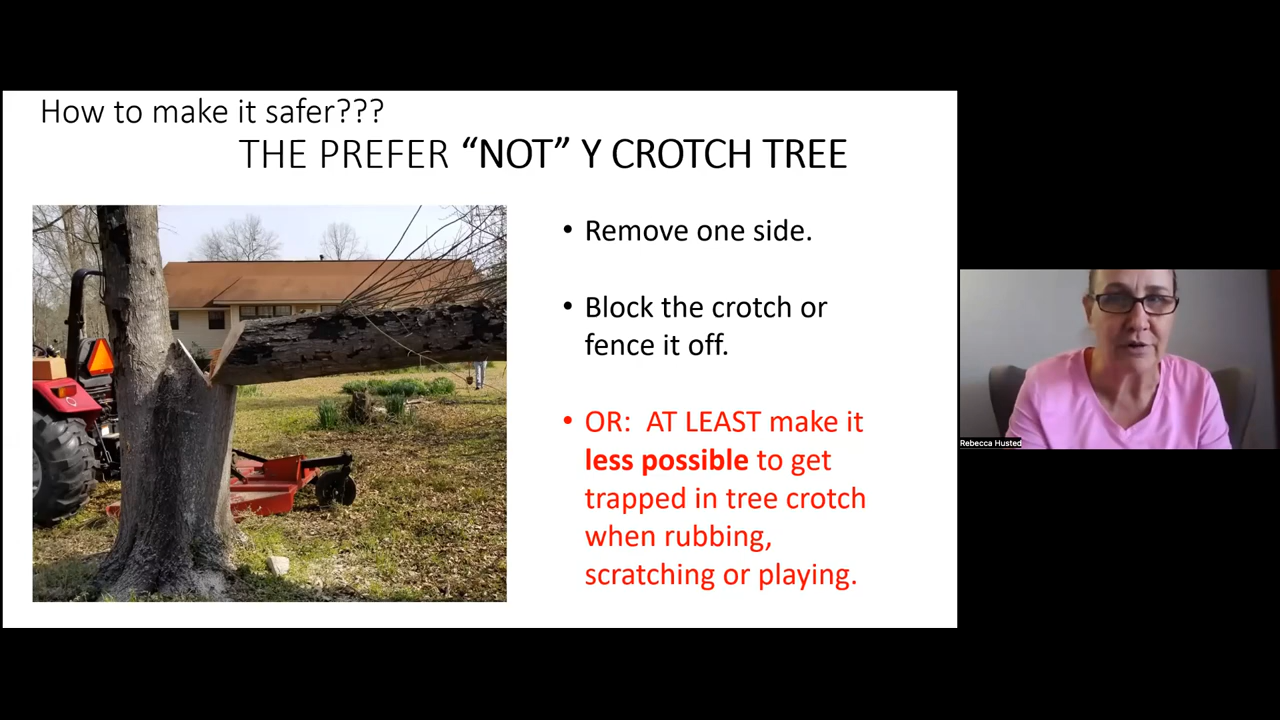 How to make it safer???
THE PREFER “NOT” Y CROTCH TREE
• Remove one side.
• Block the crotch or
fence it off.
• OR: AT LEAST make it
less possible to get
trapped in tree crotch
when rubbing,
scratching or playing.
Rebecca Husted